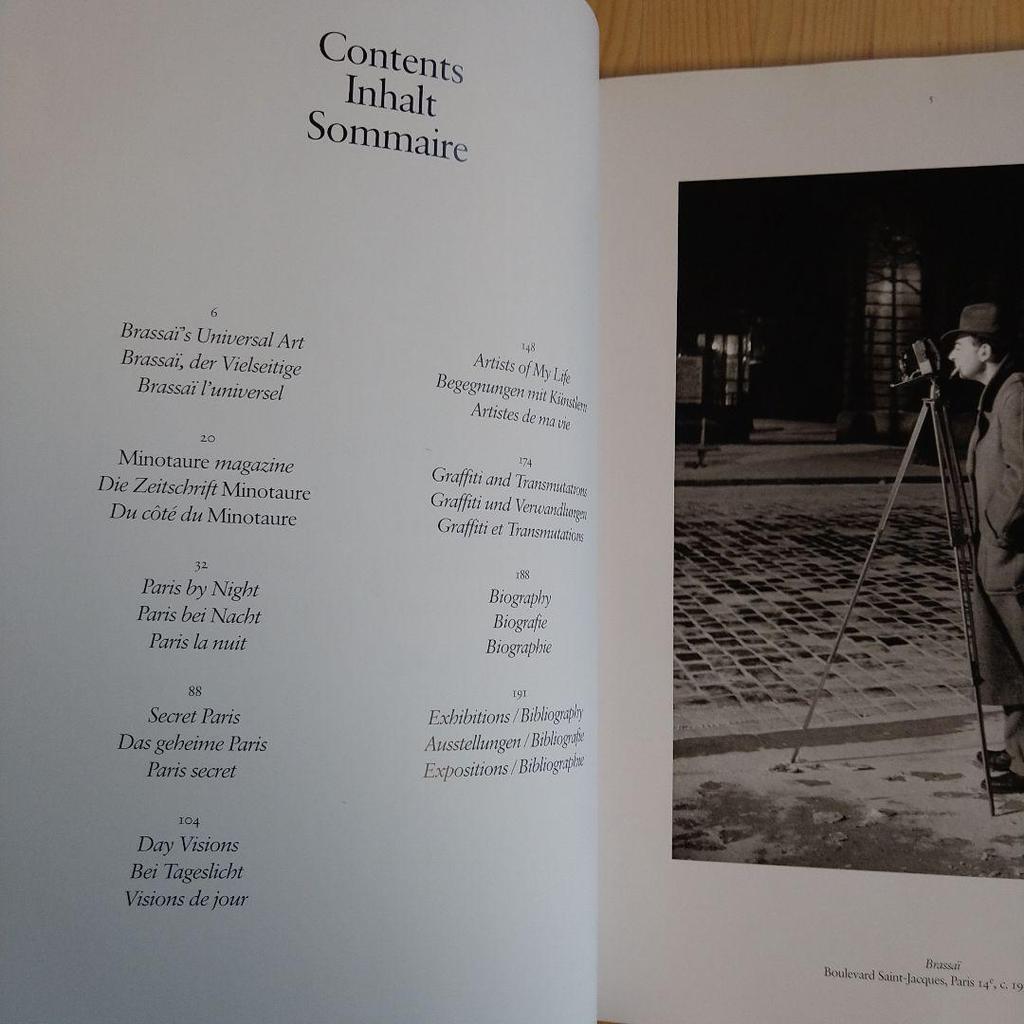 Contents
Inhalt
Sommaire
6
Brassaï's Universal Art
Brassaï, der Vielseitige
Brassaï l'universel
20
Minotaure magazine
Die Zeitschrift Minotaure
Du côté du Minotaure
32
Paris by Night
Paris bei Nacht
Paris la nuit
88
Secret Paris
Das geheime Paris
Paris secret
104
Day Visions
Bei Tageslicht
Visions de jour
148
Artists of My Life
Begegnungen mit Künstlern
Artistes de ma vie
174
Graffiti and Transmutations
Graffiti und Verwandlungen
Graffiti et Transmutations
188
Biography
Biografie
Biographie
191
Exhibitions / Bibliography
Ausstellungen / Bibliografie
Expositions / Bibliographie
5
Brassaï
Boulevard Saint-Jacques, Paris 14e, c. 19